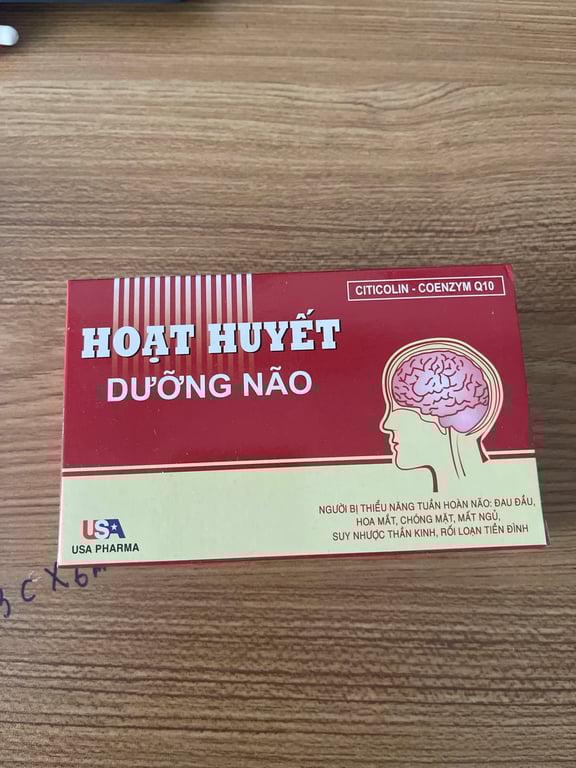 CITICOLIN - COENZYM Q10
HOẠT HUYẾT
DƯỠNG NÃO
NGƯỜI BỊ THIỂU NĂNG TUẦN HOÀN NÃO: ĐAU ĐẦU,
HOA MẮT, CHÓNG MẶT, MẤT NGỦ,
SUY NHƯỢC THẦN KINH, RỐI LOẠN TIỀN ĐÌNH
USA
USA PHARMA
C X 6